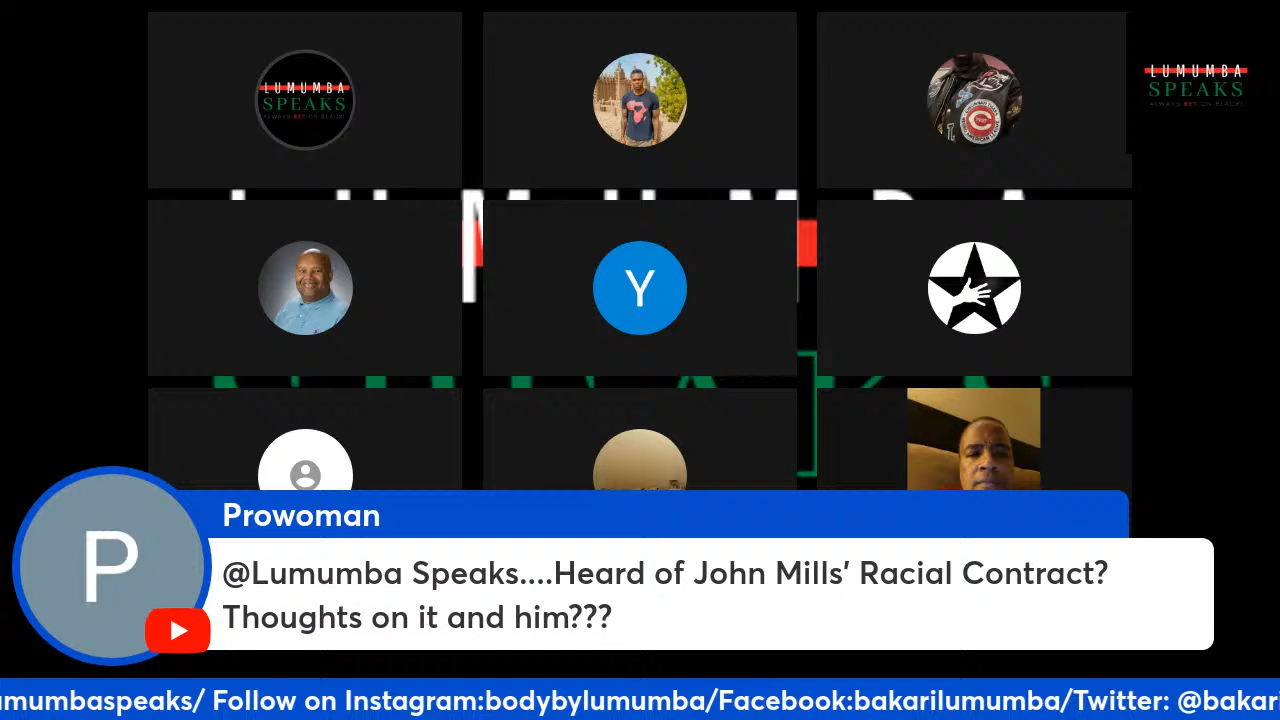 LUMUMBA
SPEAKS
ALWAYS BET ON BLACK!
LUMUMBA
SPEAKS
ALWAYS BET ON BLACK!
Y
P
Prowoman
@Lumumba Speaks....Heard of John Mills' Racial Contract?
Thoughts on it and him???
umumbaspeaks/ Follow on Instagram:bodybylumumba/Facebook:bakarilumumba/Twitter: @bakari